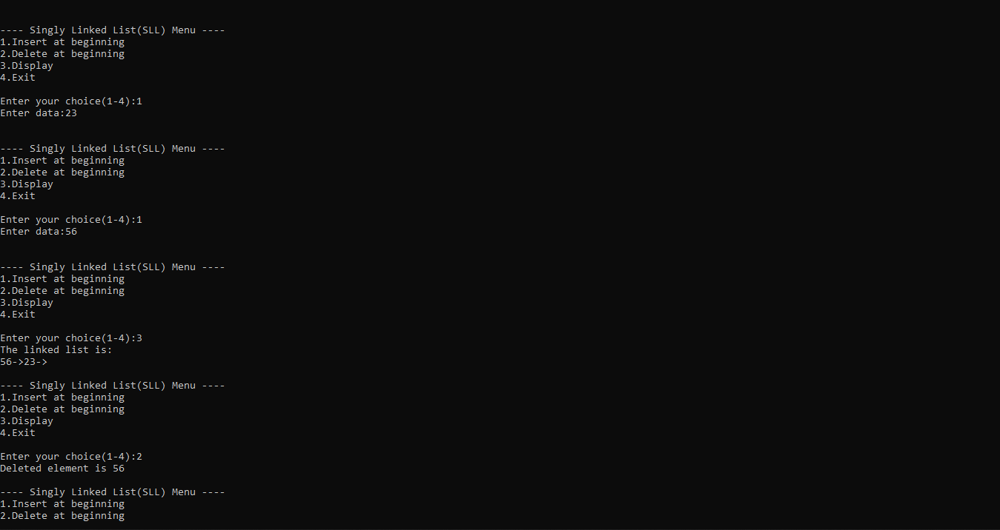 ---- Singly Linked List(SLL) Menu ----
1.Insert at beginning
2.Delete at beginning
3.Display
4.Exit
Enter your choice(1-4):1
Enter data:23
---- Singly Linked List(SLL) Menu ----
1.Insert at beginning
2.Delete at beginning
3.Display
4.Exit
Enter your choice(1-4):1
Enter data:56
---- Singly Linked List(SLL) Menu ----
1.Insert at beginning
2.Delete at beginning
3.Display
4.Exit
Enter your choice(1-4):3
The linked list is:
56->23->
---- Singly Linked List(SLL) Menu ----
1.Insert at beginning
2.Delete at beginning
3.Display
4.Exit
Enter your choice(1-4):2
Deleted element is 56
---- Singly Linked List(SLL) Menu ----
1.Insert at beginning
2.Delete at beginning